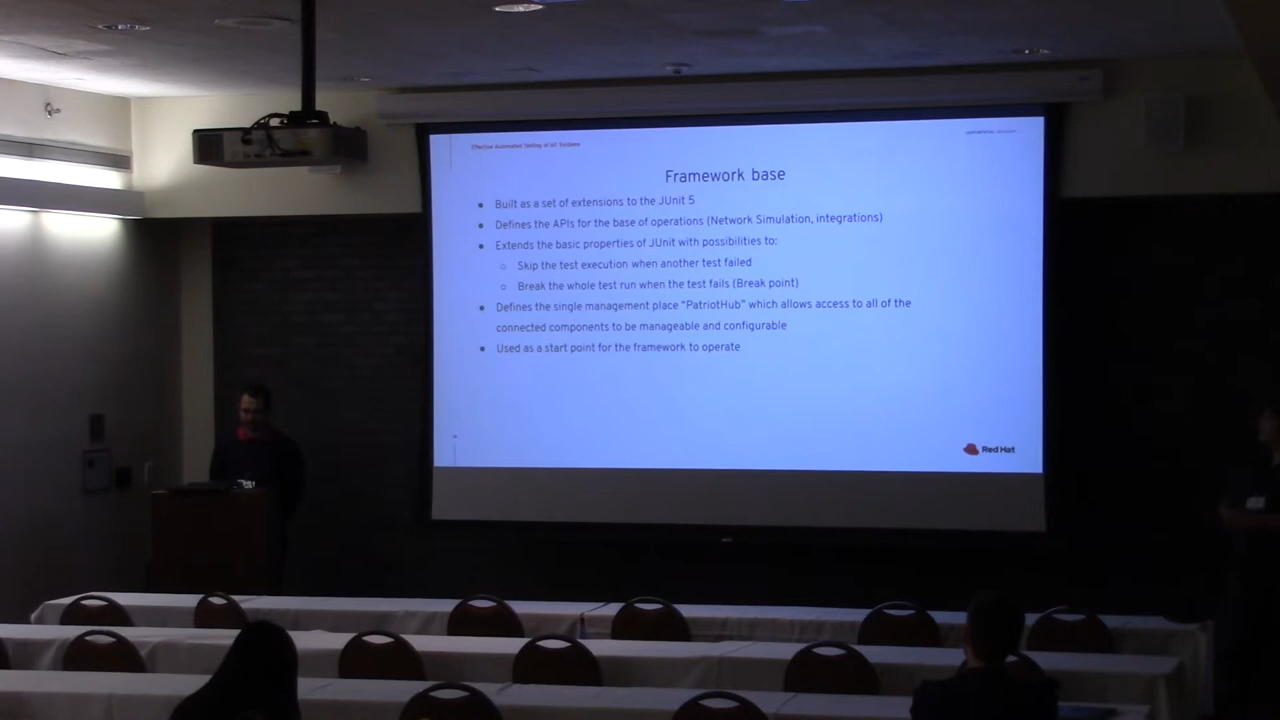 Effective Automated Testing of IoT Systems
Framework base
● Built as a set of extensions to the JUnit 5
● Defines the APIs for the base of operations (Network Simulation, integrations)
● Extends the basic properties of JUnit with possibilities to:
○ Skip the test execution when another test failed
○ Break the whole test run when the test fails (Break point)
● Defines the single management place “PatriotHub” which allows access to all of the
connected components to be manageable and configurable
● Used as a start point for the framework to operate
Red Hat